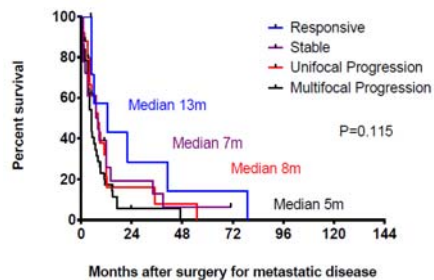 Percent survival
100
80
60
40
20
0
Responsive
Stable
Unifocal Progression
Multifocal Progression
Median 13m
P=0.115
Median 7m
Median 8m
Median 5m
0 24 48 72 96 120 144
Months after surgery for metastatic disease